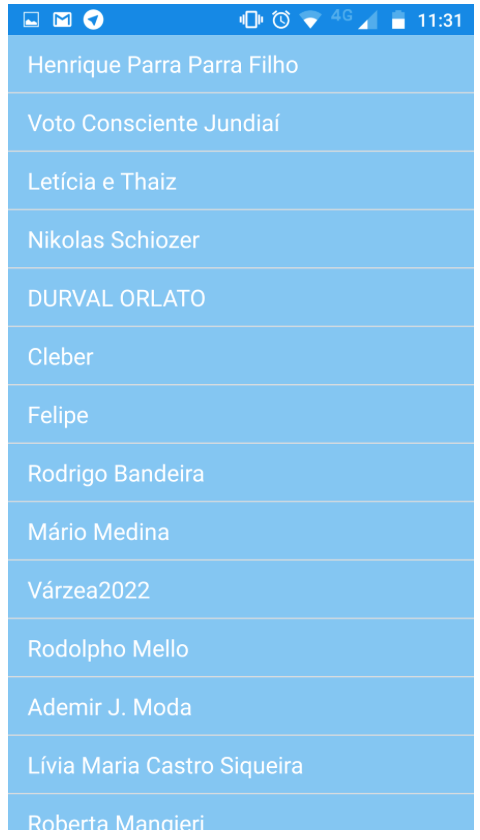 4G 11:31
Henrique Parra Parra Filho
Voto Consciente Jundiaí
Letícia e Thaiz
Nikolas Schiozer
DURVAL ORLATO
Cleber
Felipe
Rodrigo Bandeira
Mário Medina
Várzea2022
Rodolpho Mello
Ademir J. Moda
Lívia Maria Castro Siqueira
Roberta Mangieri